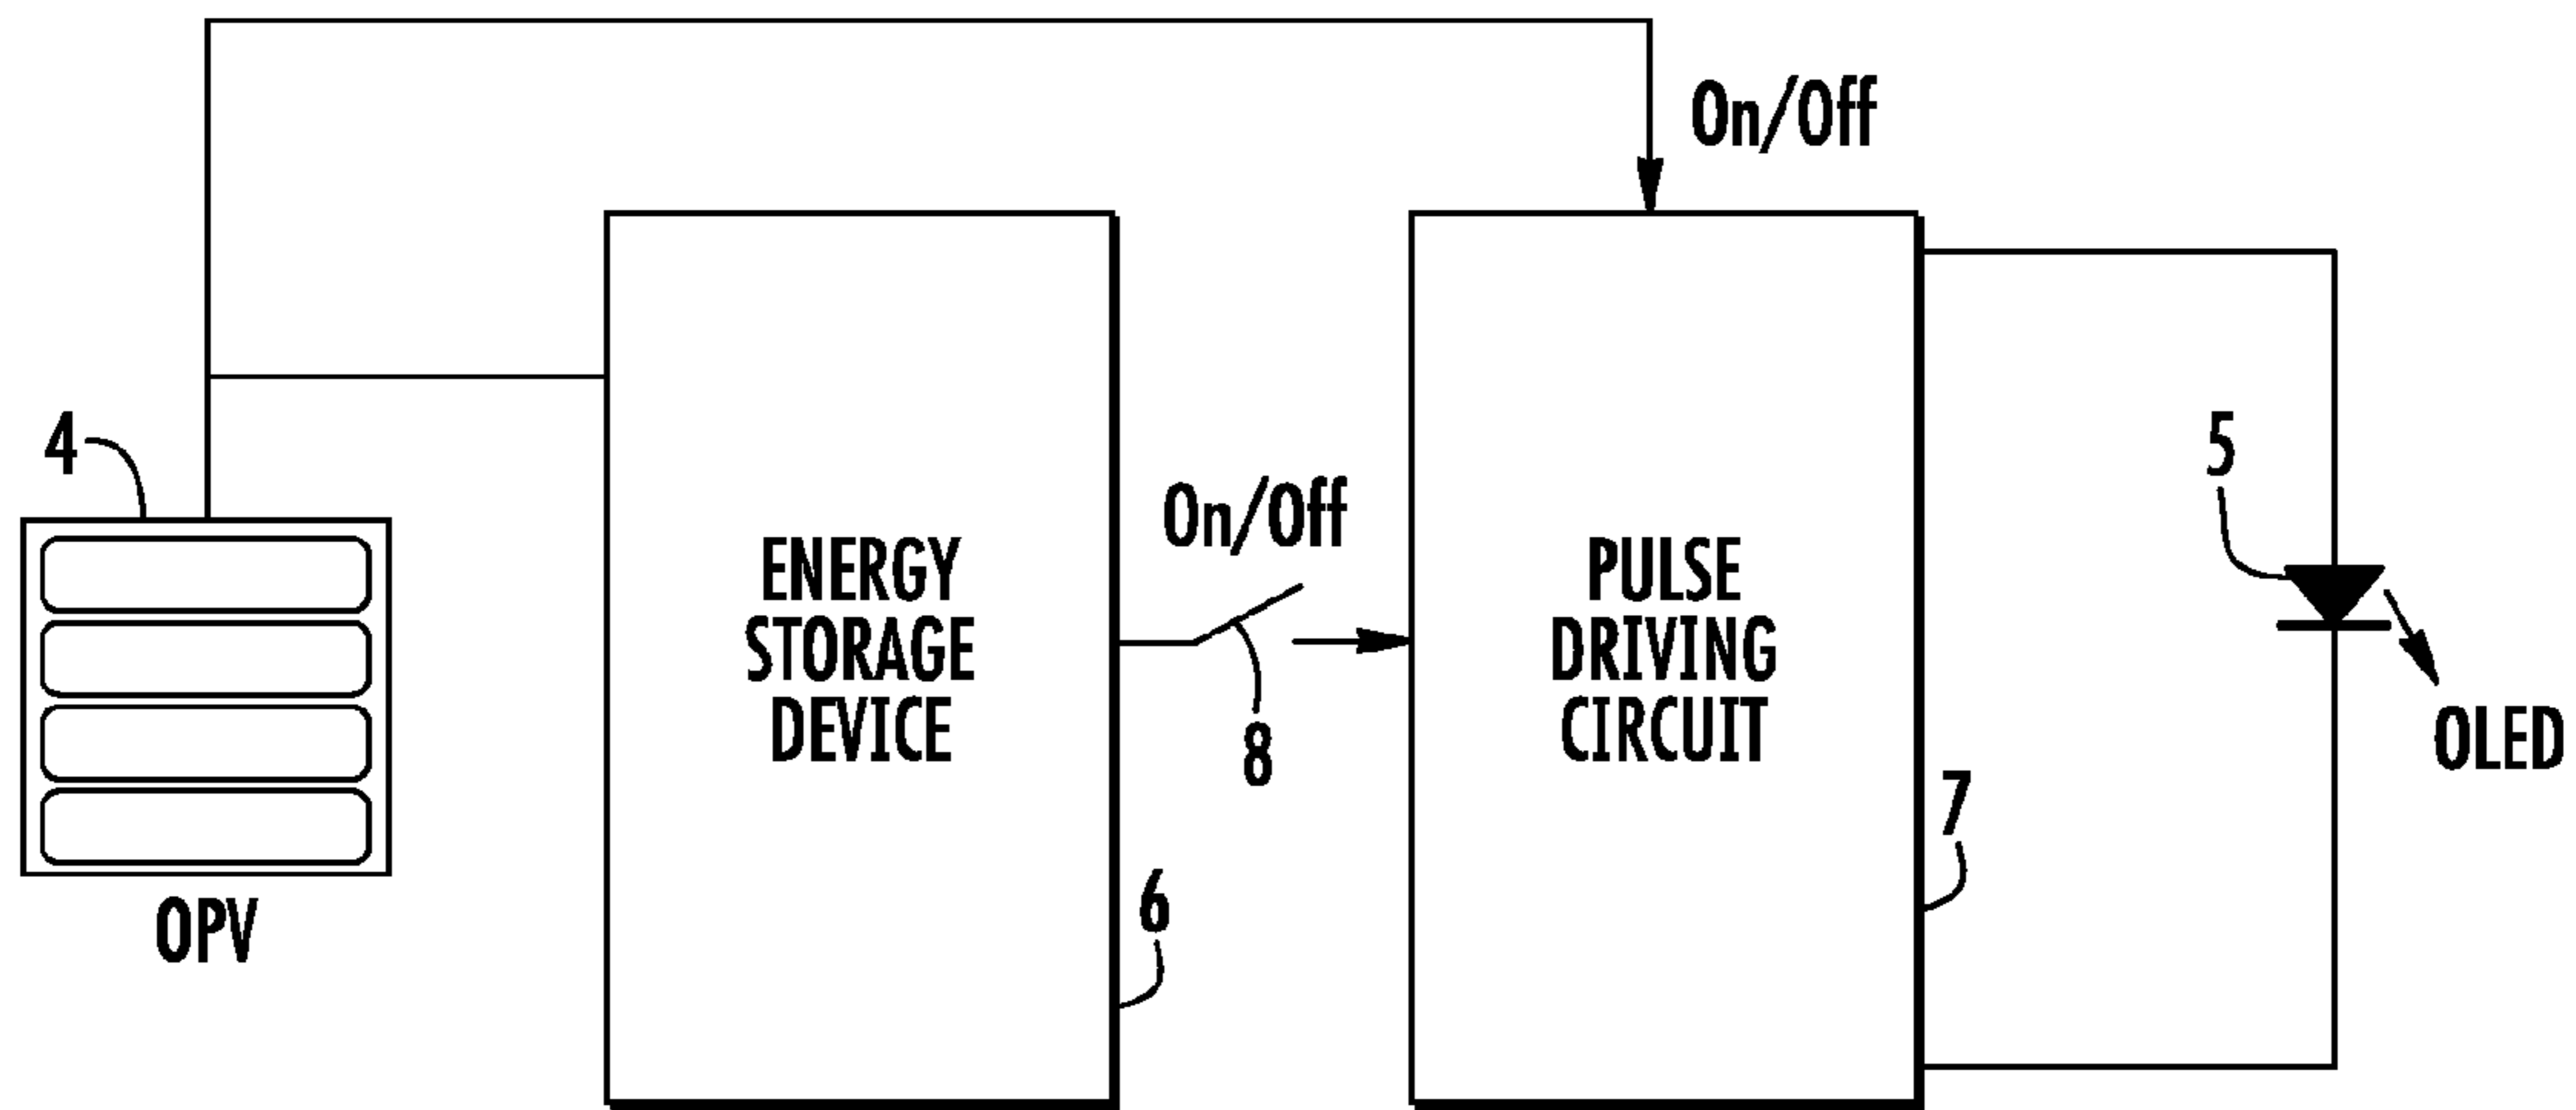 On/Off
4
On/Off
5
ENERGY
STORAGE
DEVICE
PULSE
DRIVING
CIRCUIT
8
OLED
7
6
OPV